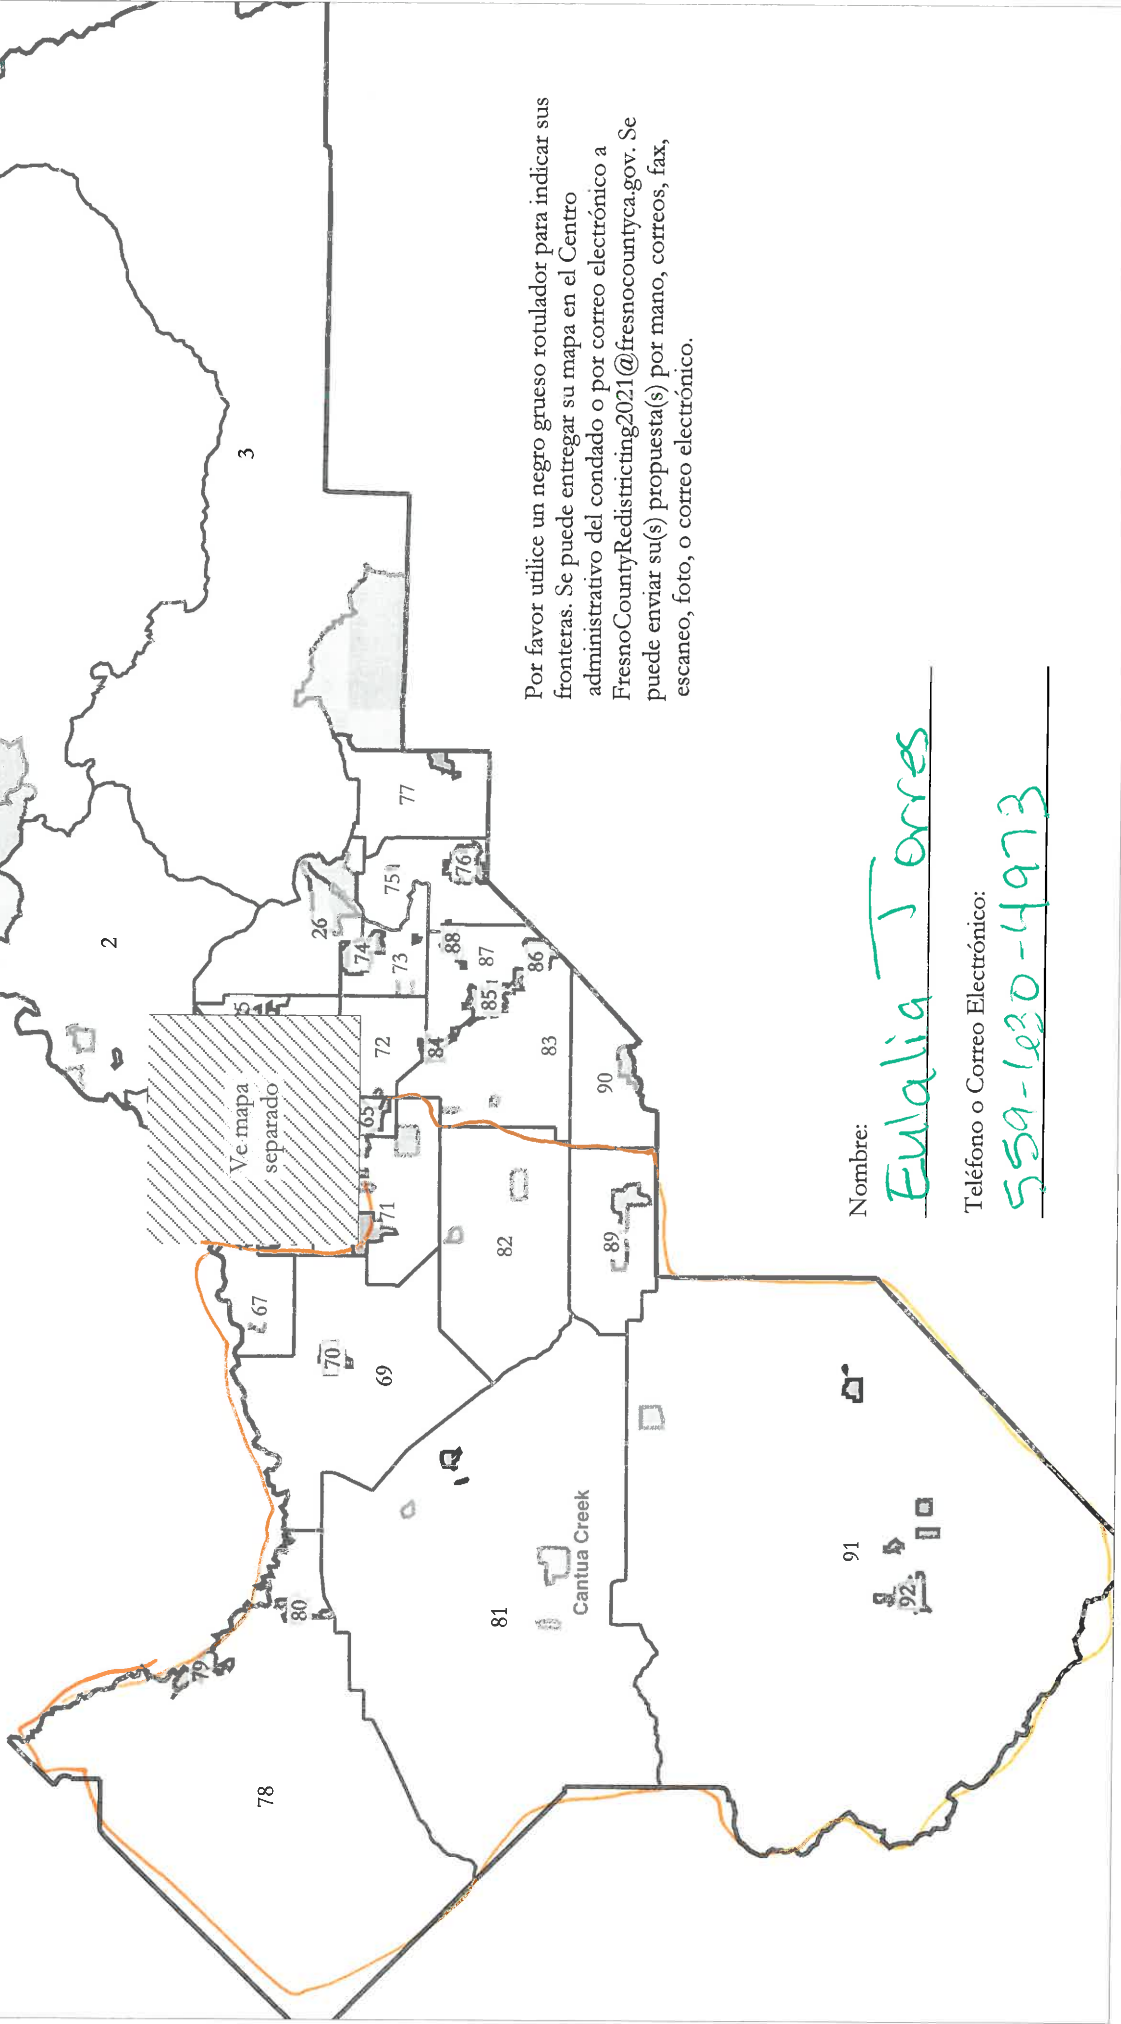 Por favor utilice un negro grueso rotulador para indicar sus
fronteras. Se puede entregar su mapa en el Centro
administrativo del condado o por correo electrónico a
FresnoCountyRedistricting2021@fresnocountyca.gov. Se
puede enviar su(s) propuesta(s) por mano, correos, fax,
escaneo, foto, o correo electrónico.
Nombre:
Eulalia Torres
Teléfono o Correo Electrónico:
559-620-4973
Ve mapa
separado
Cantua Creek
2
3
26
5
65
67
69
70
71
72
73
74
75
76
77
78
79
80
81
82
83
84
85
86
87
88
89
90
91
92